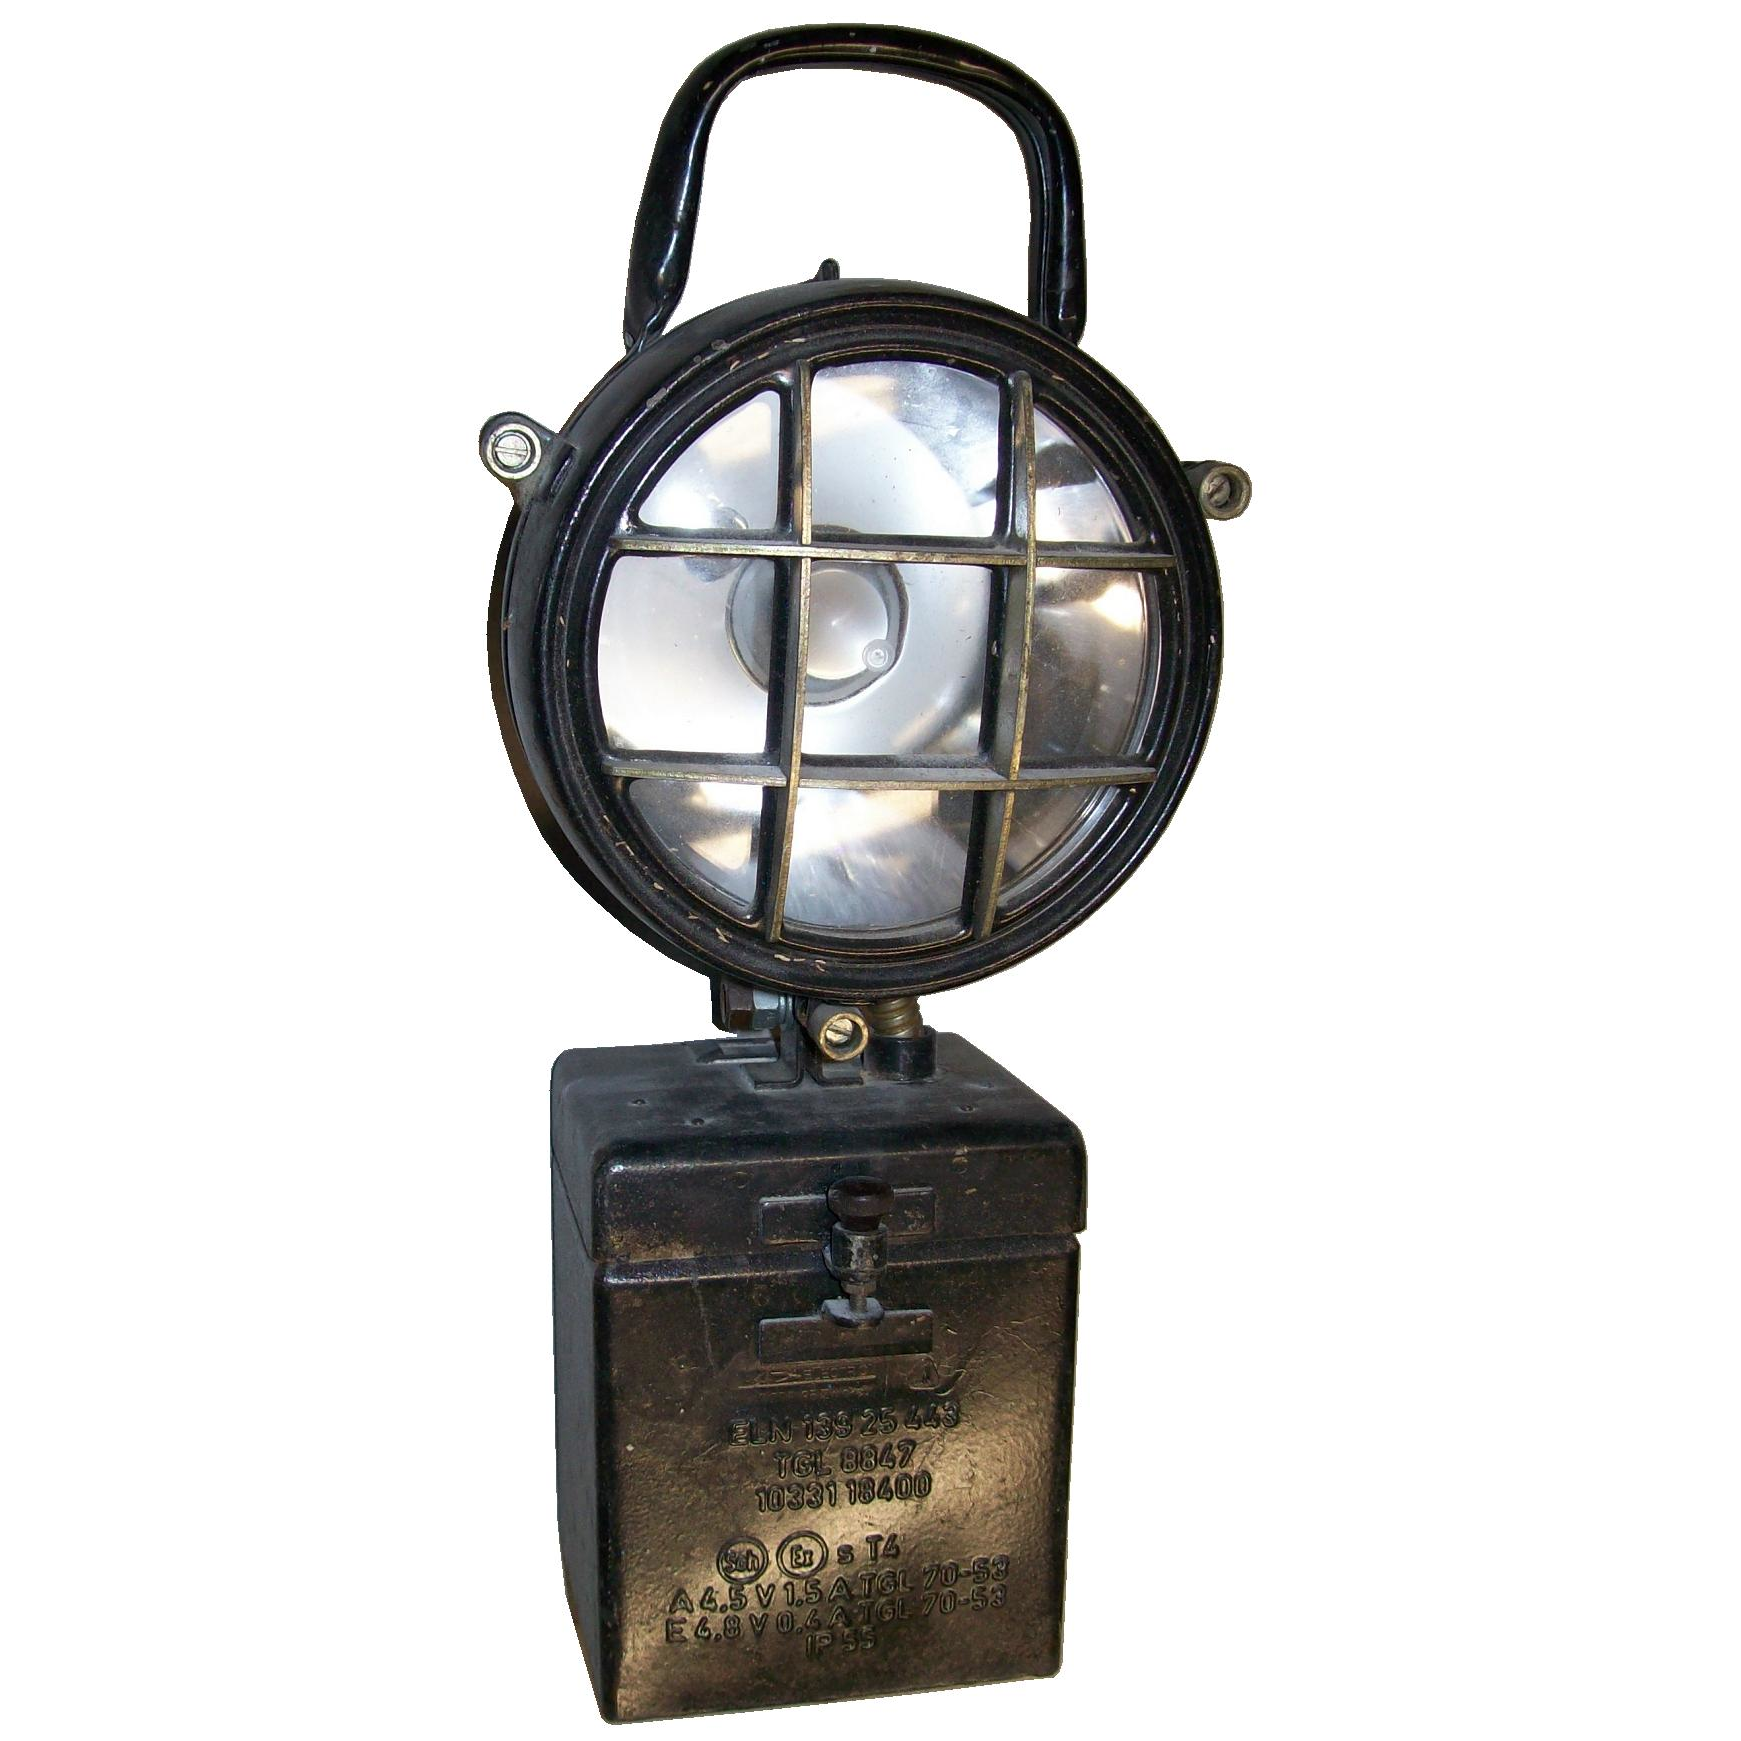 ELN 139 25 443
TGL 8847
10331 18400
Sch Ex s T4
A 4,5 V 1,5 A TGL 70-53
E 4,8 V 0,4 A TGL 70-53
IP 55